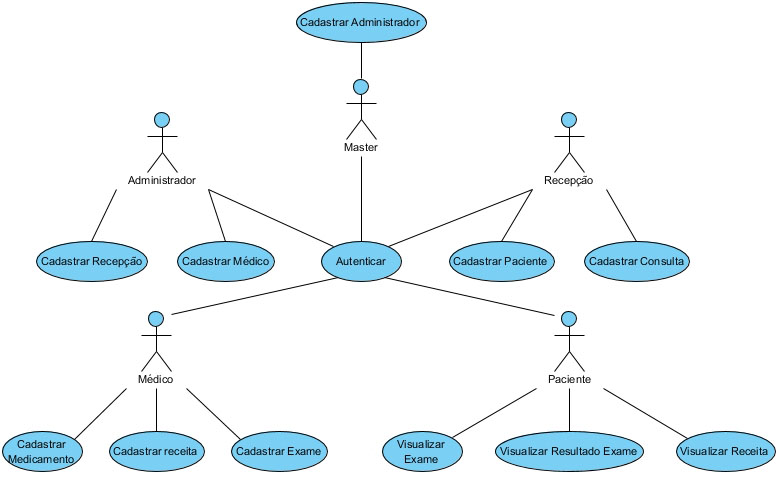 Cadastrar Administrador
Master
Administrador
Recepção
Cadastrar Recepção
Cadastrar Médico
Autenticar
Cadastrar Paciente
Cadastrar Consulta
Médico
Paciente
Cadastrar
Medicamento
Cadastrar receita
Cadastrar Exame
Visualizar
Exame
Visualizar Resultado Exame
Visualizar Receita